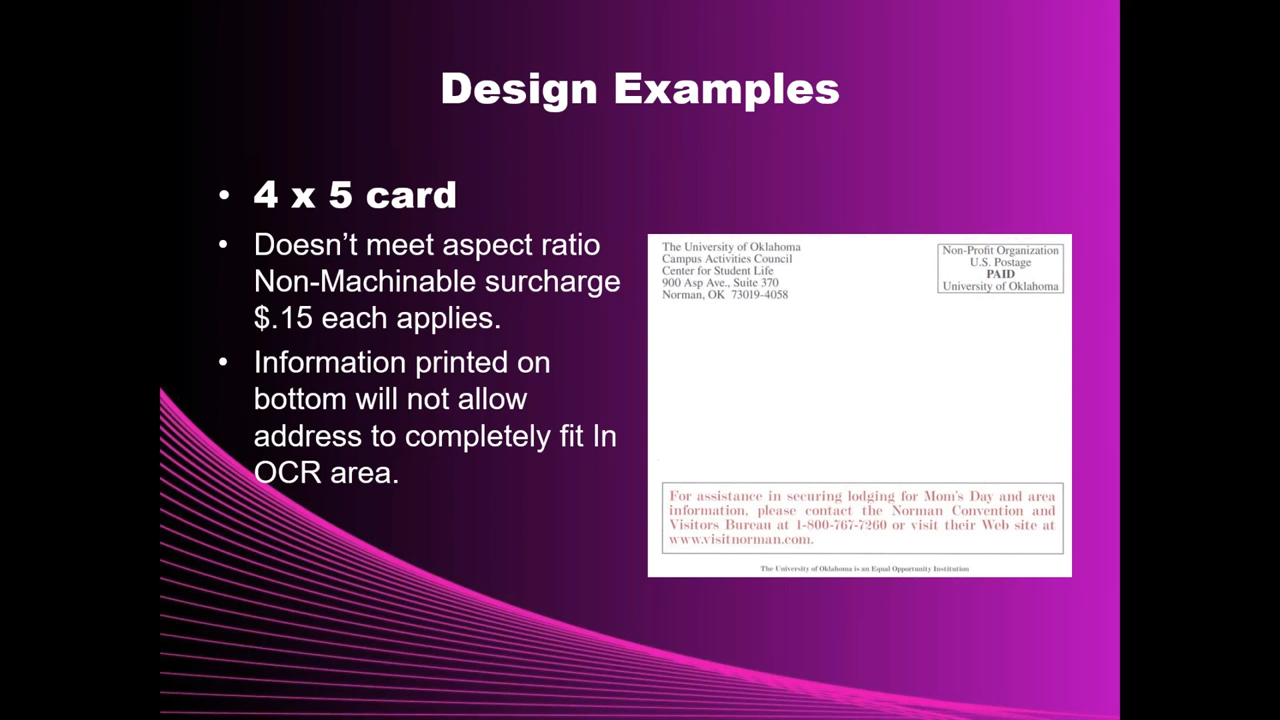 Design Examples
• 4 x 5 card
• Doesn't meet aspect ratio
Non-Machinable surcharge
$.15 each applies.
• Information printed on
bottom will not allow
address to completely fit In
OCR area.
The University of Oklahoma
Campus Activities Council
Center for Student Life
900 Asp Ave., Suite 370
Norman, OK 73019-4058
Non-Profit Organization
U.S. Postage
PAID
University of Oklahoma
For assistance in securing lodging for Mom's Day and area
information, please contact the Norman Convention and
Visitors Bureau at 1-800-767-7260 or visit their Web site at
www.visitnorman.com.
The University of Oklahoma is an Equal Opportunity Institution